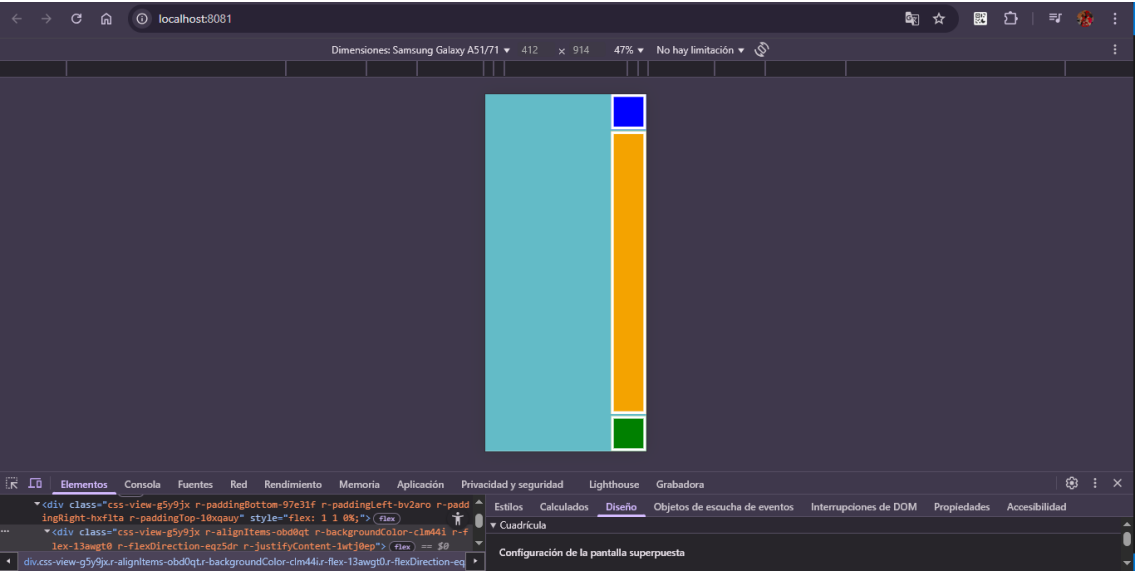 localhost:8081
Dimensiones: Samsung Galaxy A51/71 ▼ 412 x 914 47% ▼ No hay limitación ▼
Elementos Consola Fuentes Red Rendimiento Memoria Aplicación Privacidad y seguridad Lighthouse Grabadora
▼<div class="css-view-g5y9jx r-paddingBottom-97e31f r-paddingLeft-bv2aro r-padd
ingRight-hxflta r-paddingTop-10xqauy" style="flex: 1 1 0%;"> flex
… ▼<div class="css-view-g5y9jx r-alignItems-obd0qt r-backgroundColor-clm44i r-f
lex-13awgt0 r-flexDirection-eqz5dr r-justifyContent-1wtj0ep"> flex == $0
div.css-view-g5y9jx.r-alignItems-obd0qt.r-backgroundColor-clm44i.r-flex-13awgt0.r-flexDirection-eq
Estilos Calculados Diseño Objetos de escucha de eventos Interrupciones de DOM Propiedades Accesibilidad
▼ Cuadrícula
Configuración de la pantalla superpuesta